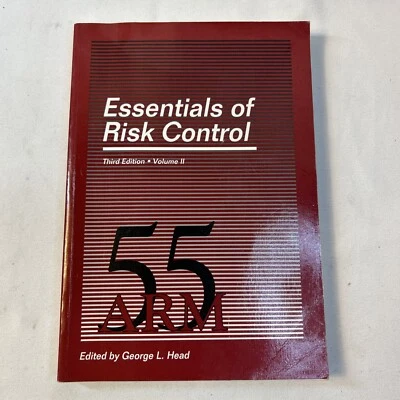 Essentials of
Risk Control
Third Edition • Volume II
55
ARM
Edited by George L. Head